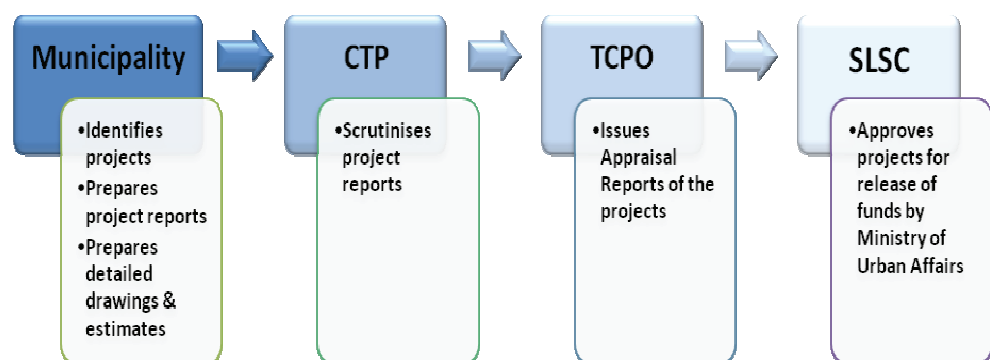 Municipality
•Identifies
projects
•Prepares
project reports
•Prepares
detailed
drawings &
estimates
CTP
•Scrutinises
project
reports
TCPO
•Issues
Appraisal
Reports of the
projects
SLSC
•Approves
projects for
release of
funds by
Ministry of
Urban Affairs